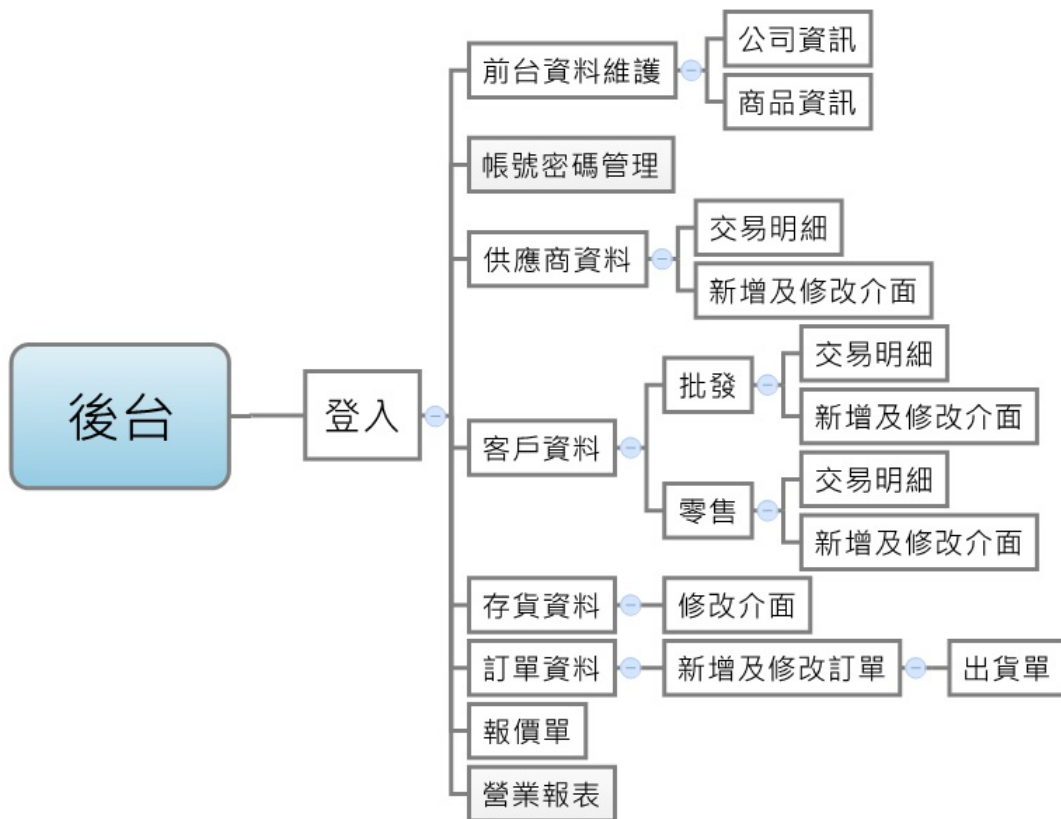 後台
登入
前台資料維護
公司資訊
商品資訊
帳號密碼管理
供應商資料
交易明細
新增及修改介面
客戶資料
批發
交易明細
新增及修改介面
零售
交易明細
新增及修改介面
存貨資料
修改介面
訂單資料
新增及修改訂單
出貨單
報價單
營業報表